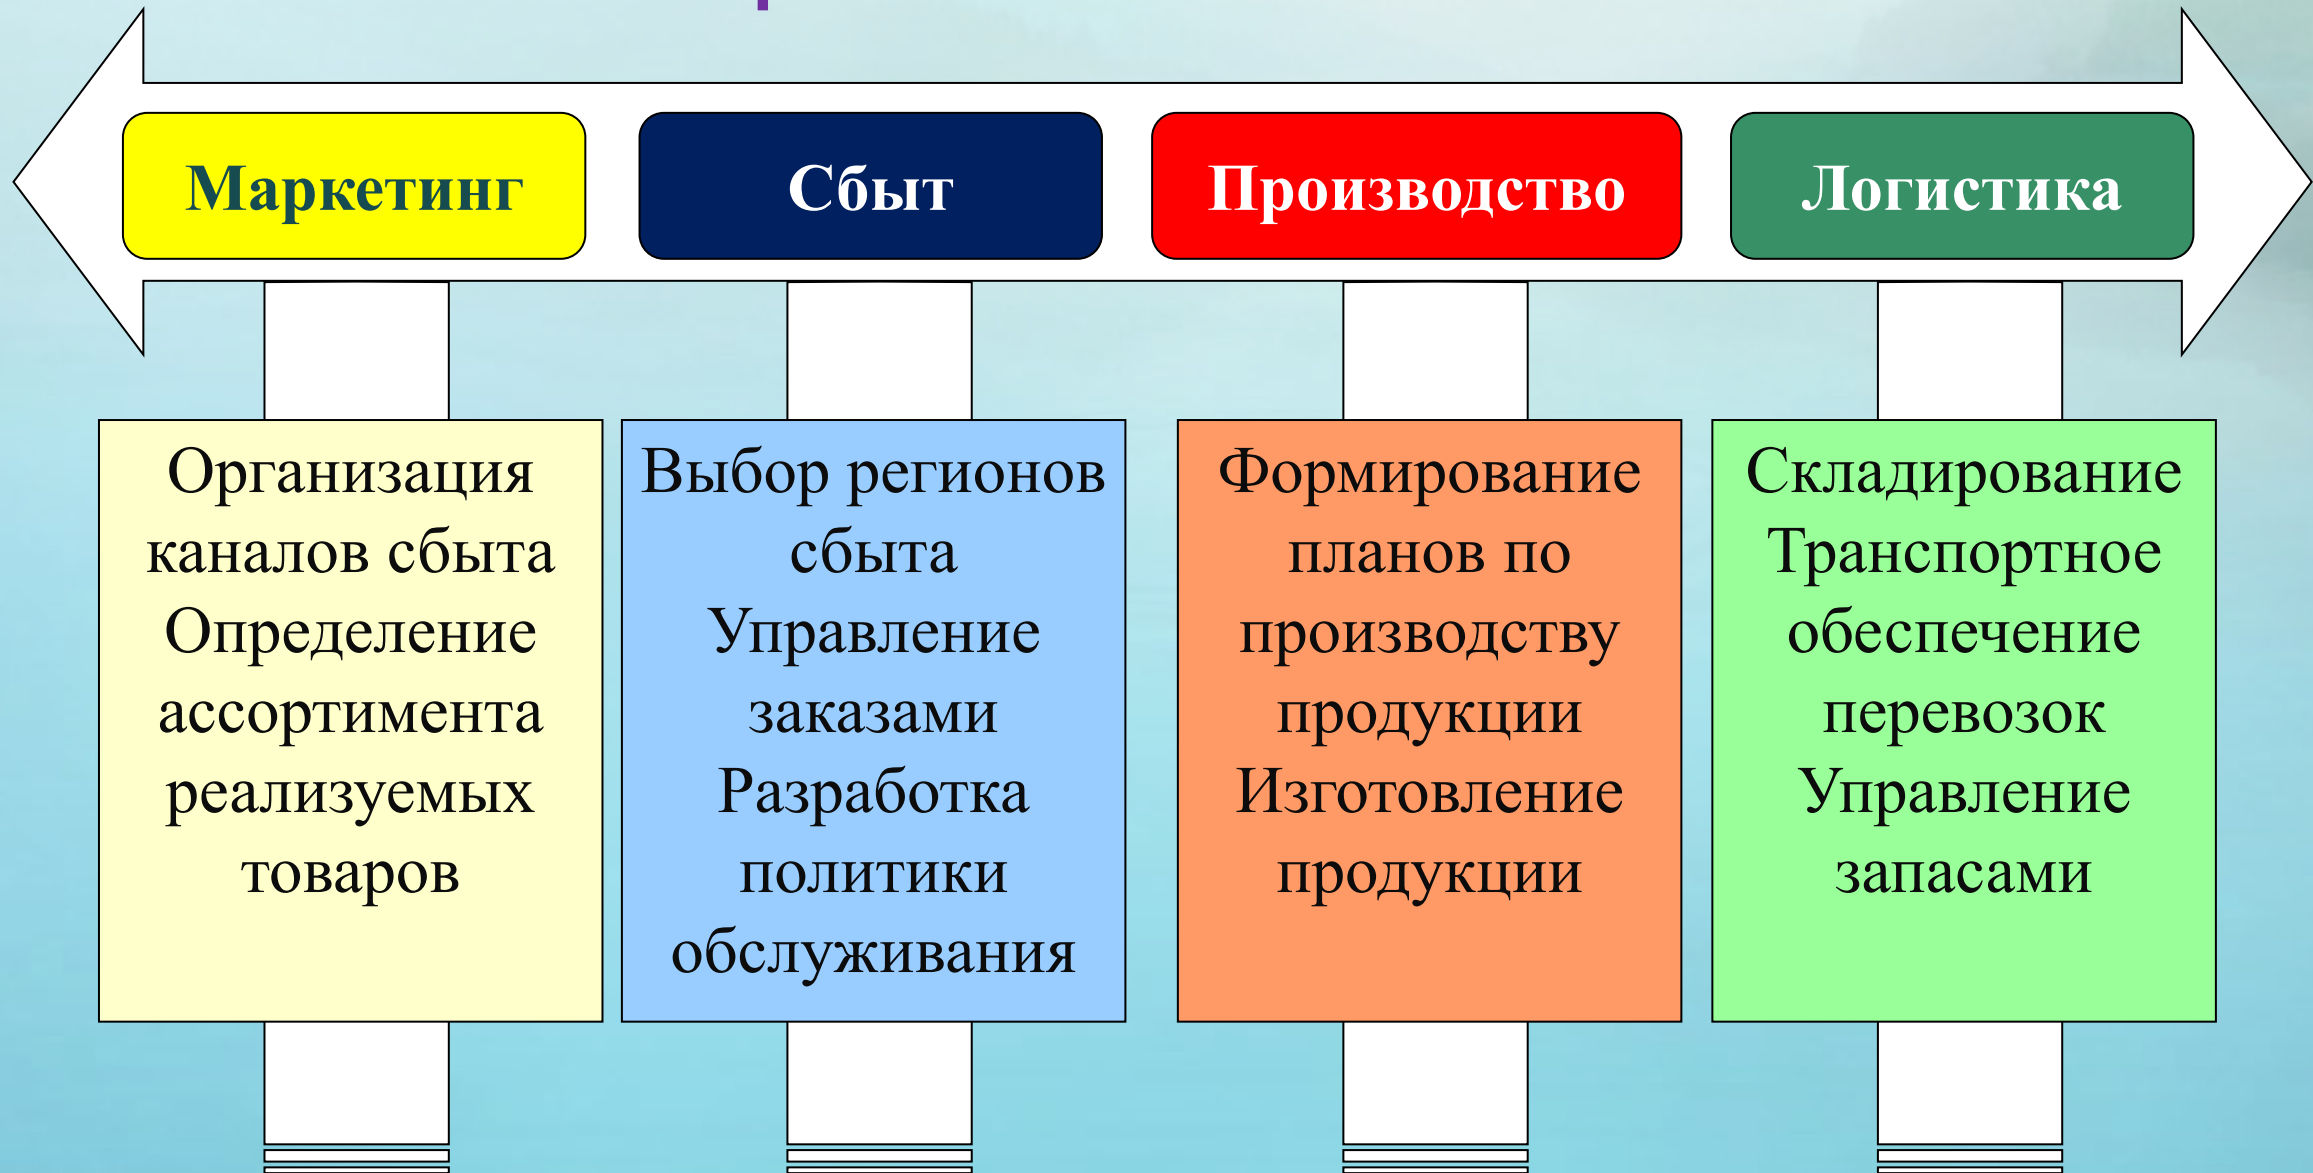 Маркетинг
Сбыт
Производство
Логистика
Организация
каналов сбыта
Определение
ассортимента
реализуемых
товаров
Выбор регионов
сбыта
Управление
заказами
Разработка
политики
обслуживания
Формирование
планов по
производству
продукции
Изготовление
продукции
Складирование
Транспортное
обеспечение
перевозок
Управление
запасами